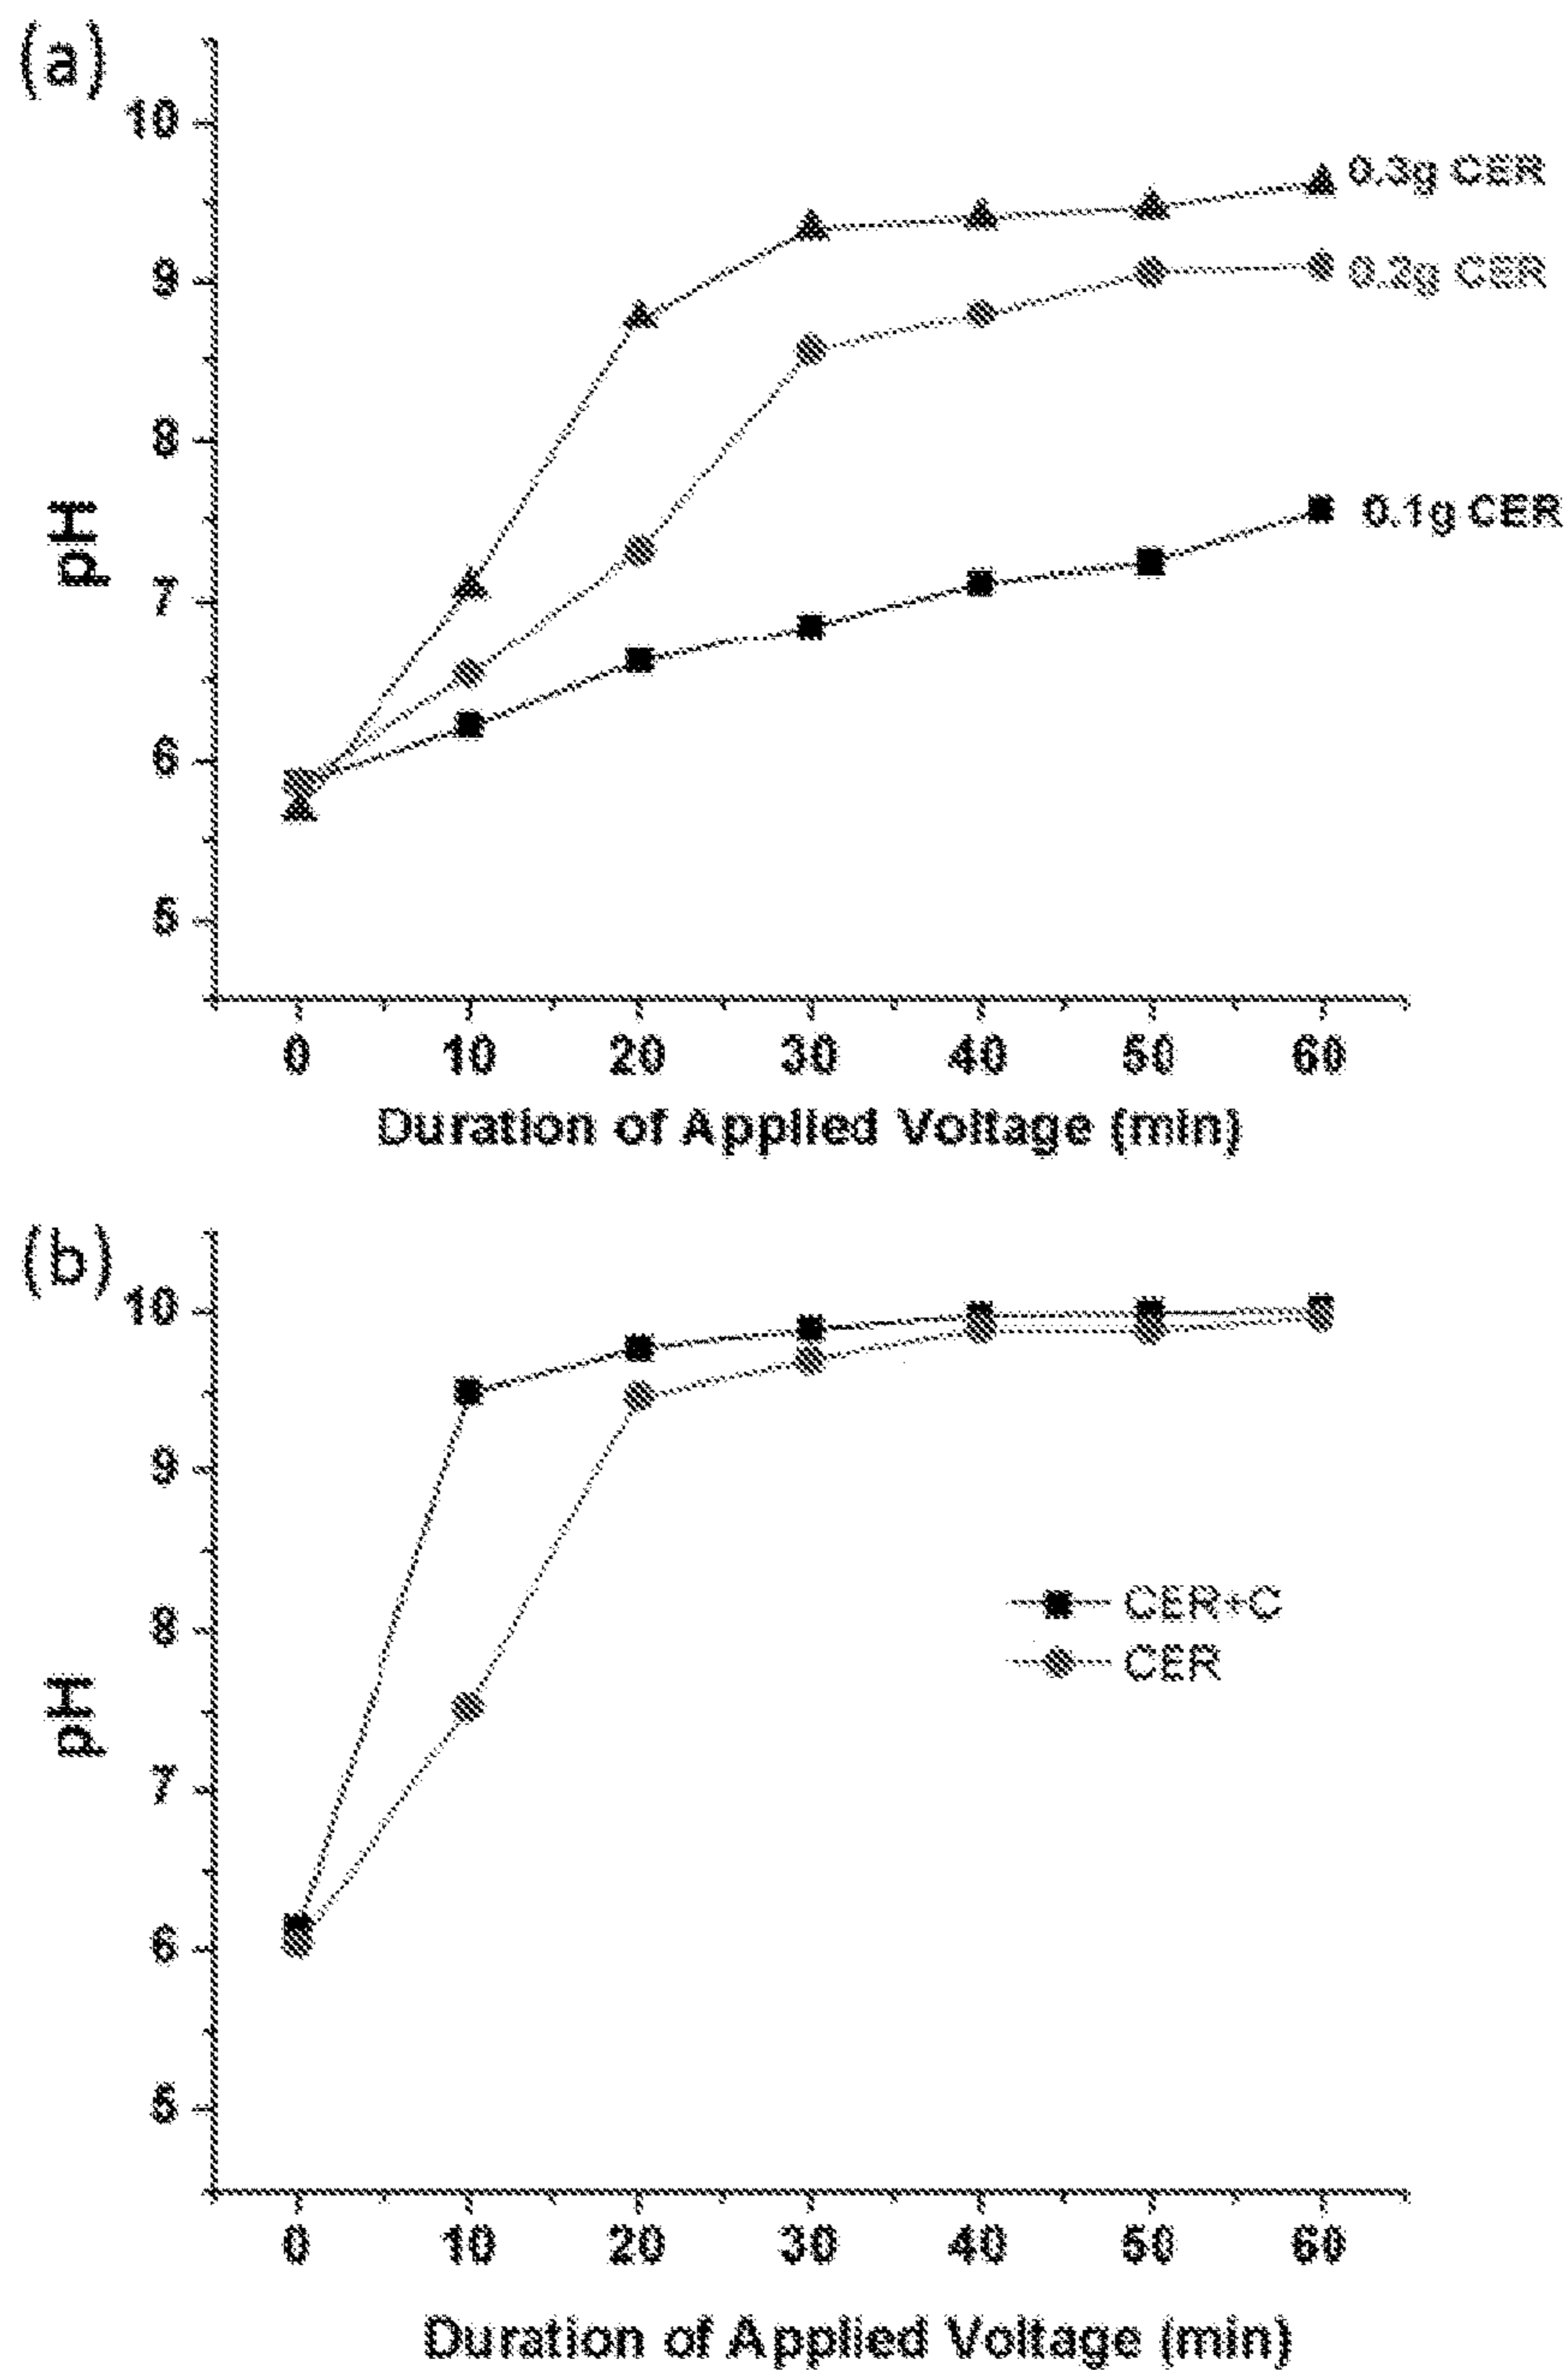 (a)
10
9
8
7
6
5
pH
0.3g CER
0.2g CER
0.1g CER
0 10 20 30 40 50 60
Duration of Applied Voltage (min)
(b)
10
9
8
7
6
5
pH
CER+C
CER
0 10 20 30 40 50 60
Duration of Applied Voltage (min)